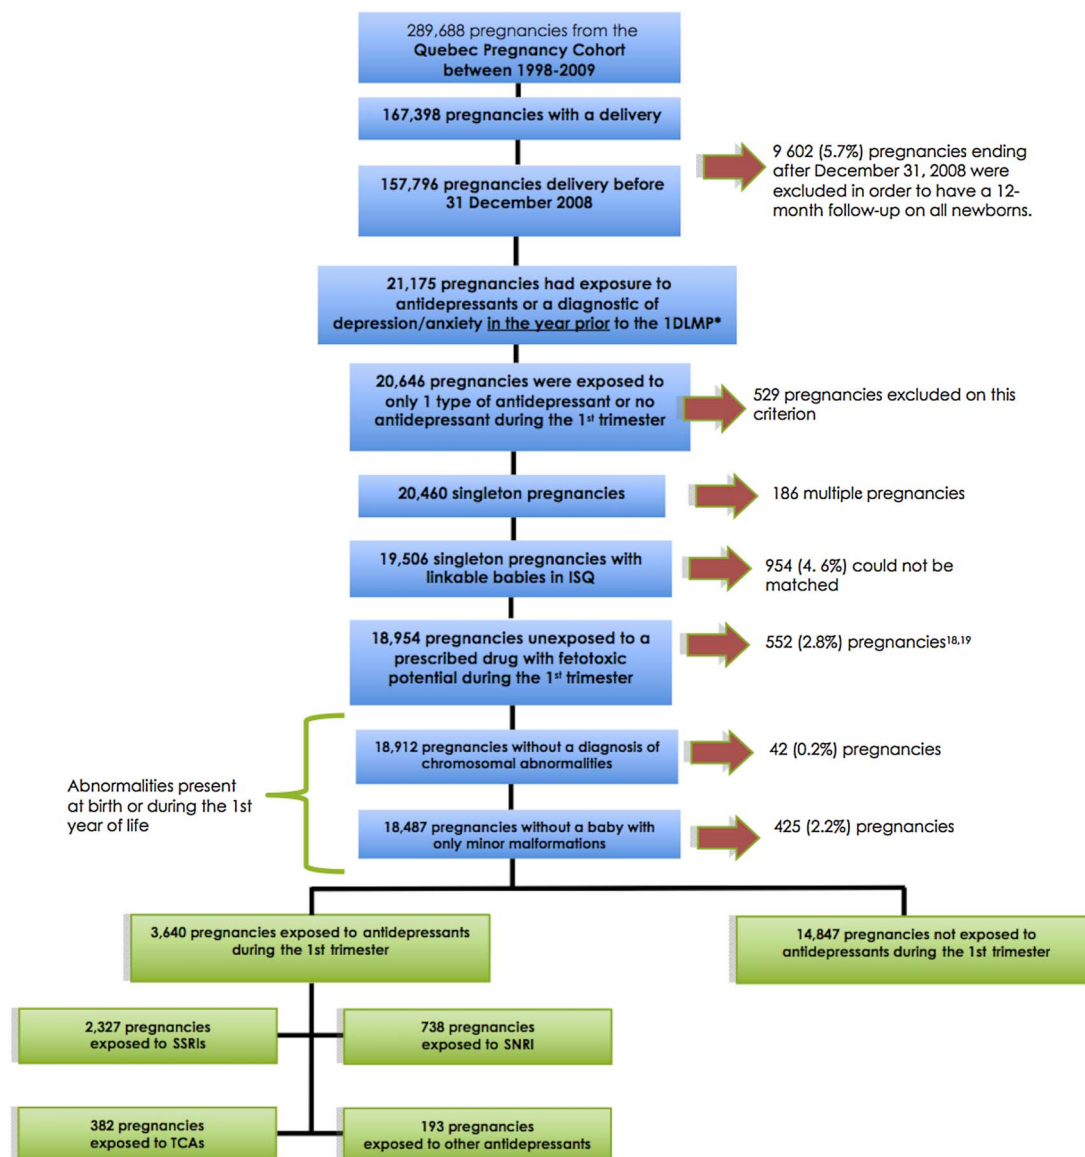 289,688 pregnancies from the
Quebec Pregnancy Cohort
between 1998-2009
167,398 pregnancies with a delivery
9 602 (5.7%) pregnancies ending
after December 31, 2008 were
excluded in order to have a 12-
month follow-up on all newborns.
157,796 pregnancies delivery before
31 December 2008
21,175 pregnancies had exposure to
antidepressants or a diagnostic of
depression/anxiety in the year prior to the 1DLMP*
20,646 pregnancies were exposed to
only 1 type of antidepressant or no
antidepressant during the 1st trimester
529 pregnancies excluded on this
criterion
20,460 singleton pregnancies
186 multiple pregnancies
19,506 singleton pregnancies with
linkable babies in ISQ
954 (4. 6%) could not be
matched
18,954 pregnancies unexposed to a
prescribed drug with fetotoxic
potential during the 1st trimester
552 (2.8%) pregnancies18,19
18,912 pregnancies without a diagnosis of
chromosomal abnormalities
42 (0.2%) pregnancies
Abnormalities present
at birth or during the 1st
year of life
18,487 pregnancies without a baby with
only minor malformations
425 (2.2%) pregnancies
3,640 pregnancies exposed to antidepressants
during the 1st trimester
14,847 pregnancies not exposed to
antidepressants during the 1st trimester
2,327 pregnancies
exposed to SSRIs
738 pregnancies
exposed to SNRI
382 pregnancies
exposed to TCAs
193 pregnancies
exposed to other antidepressants